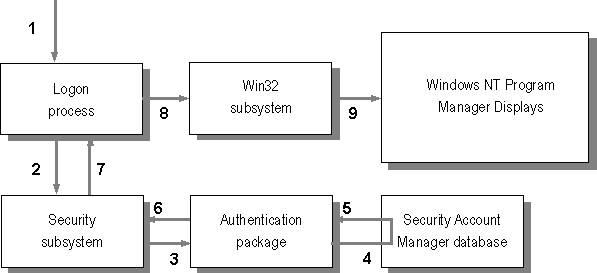 1
Logon
process
8
Win32
subsystem
9
Windows NT Program
Manager Displays
2
7
Security
subsystem
6
3
Authentication
package
5
4
Security Account
Manager database